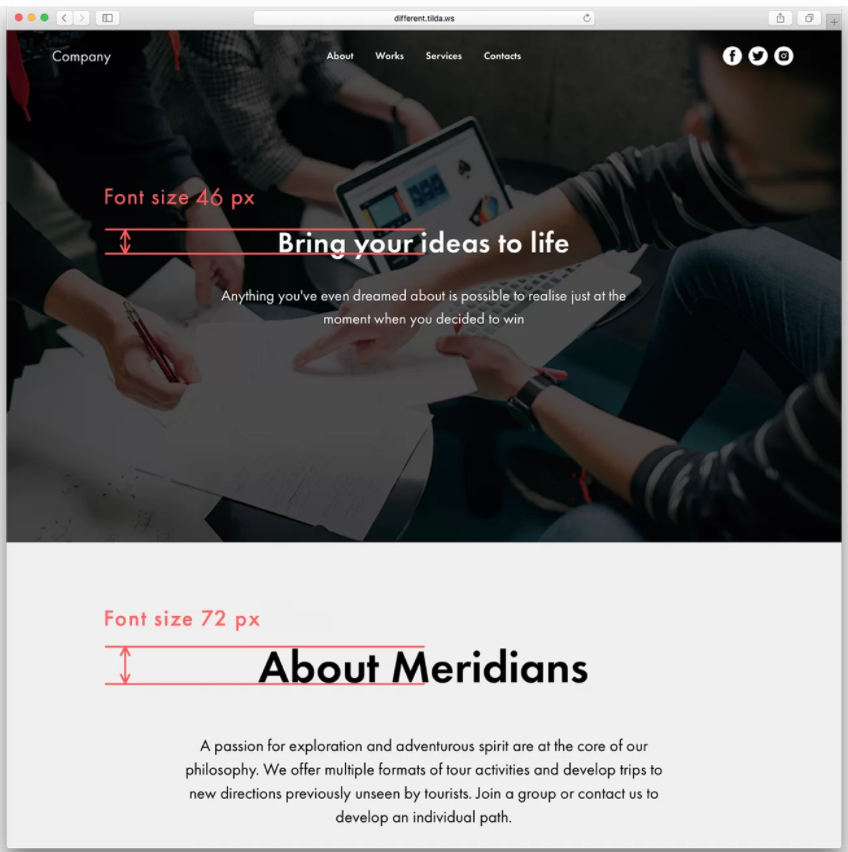 different.tilda.ws
Company
About Works Services Contacts
Font size 46 px
Bring your ideas to life
Anything you've even dreamed about is possible to realise just at the
moment when you decided to win
Font size 72 px
About Meridians
A passion for exploration and adventurous spirit are at the core of our
philosophy. We offer multiple formats of tour activities and develop trips to
new directions previously unseen by tourists. Join a group or contact us to
develop an individual path.